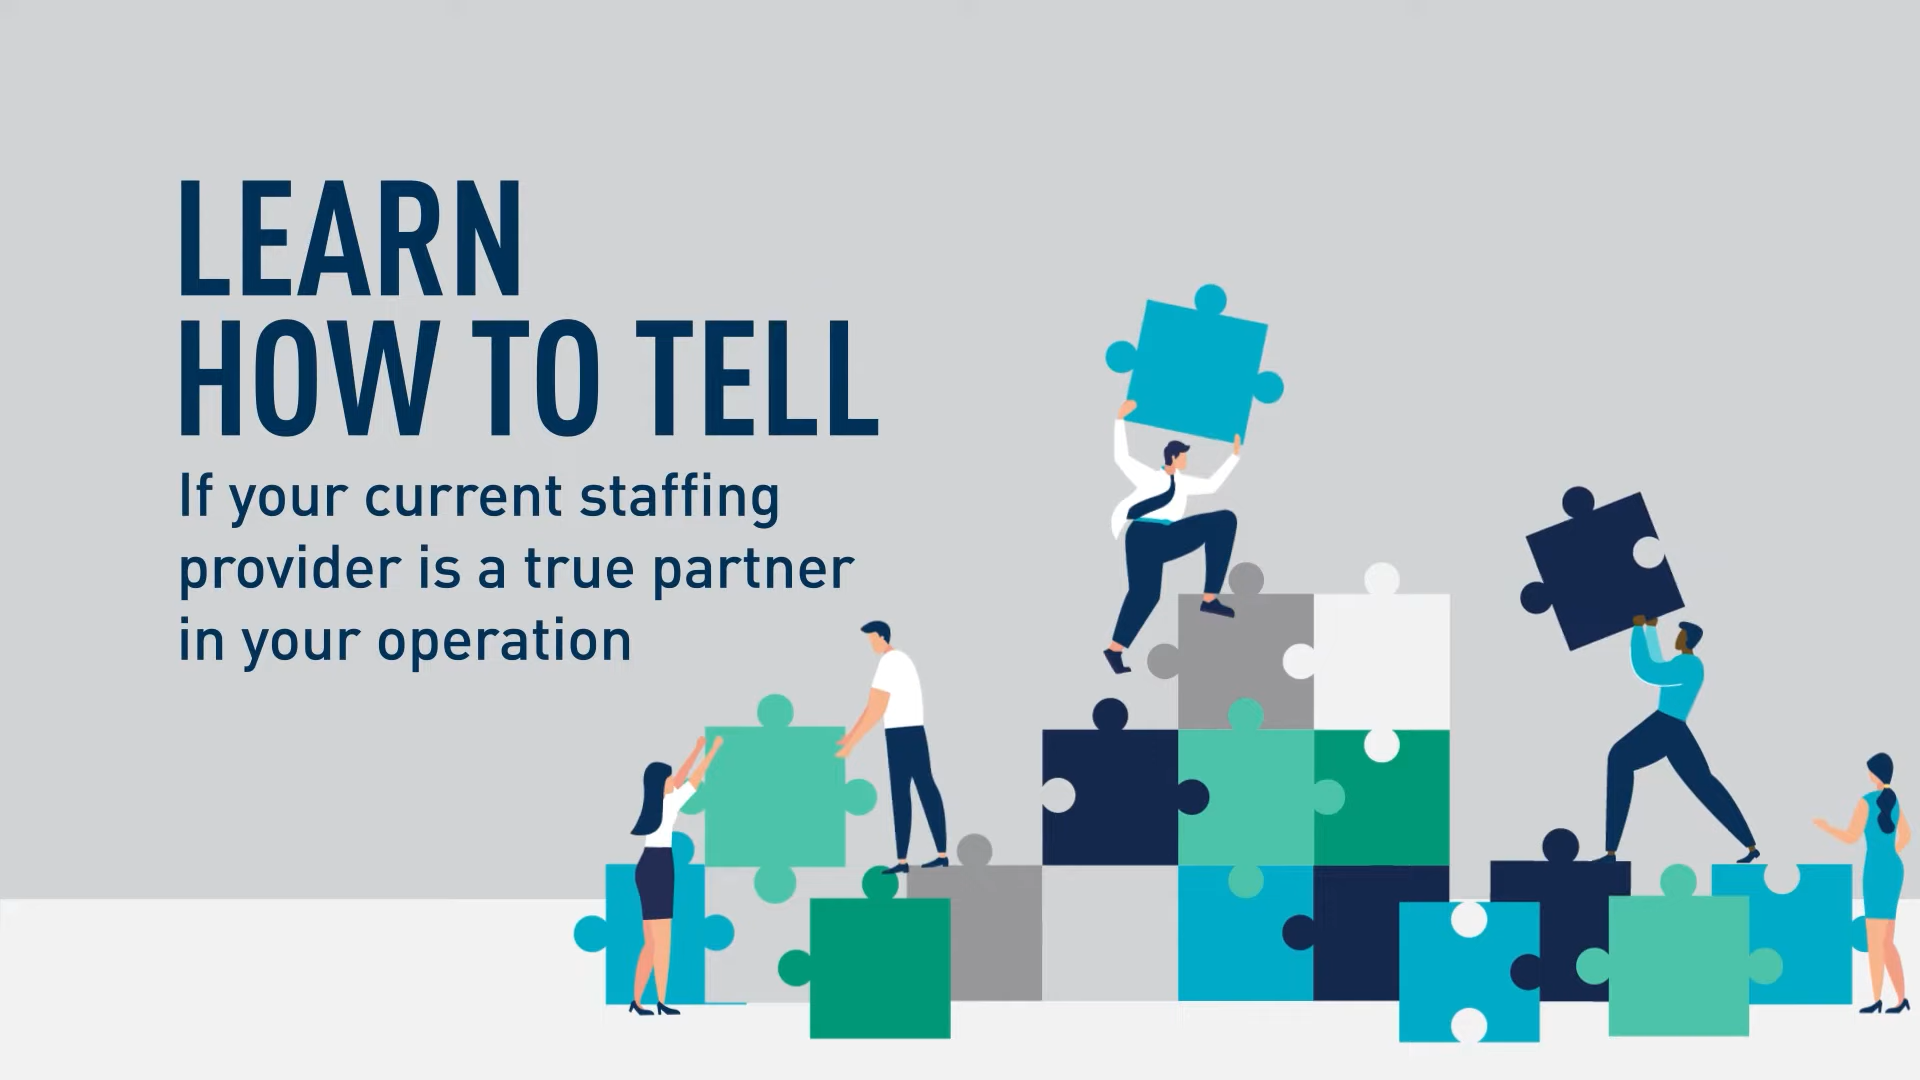 LEARN
HOW TO TELL
If your current staffing
provider is a true partner
in your operation